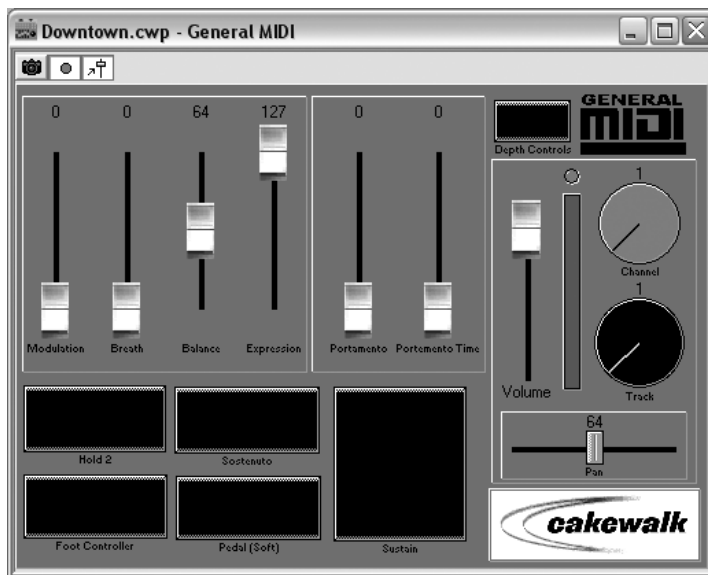 Downtown.cwp - General MIDI
0 0 64 127 0 0
Modulation Breath Balance Expression Portamento Portemento Time
Depth Controls
GENERAL
MIDI
1
Channel
1
Track
Volume
64
Pan
Hold 2 Sostenuto
Foot Controller Pedal (Soft) Sustain
cakewalk